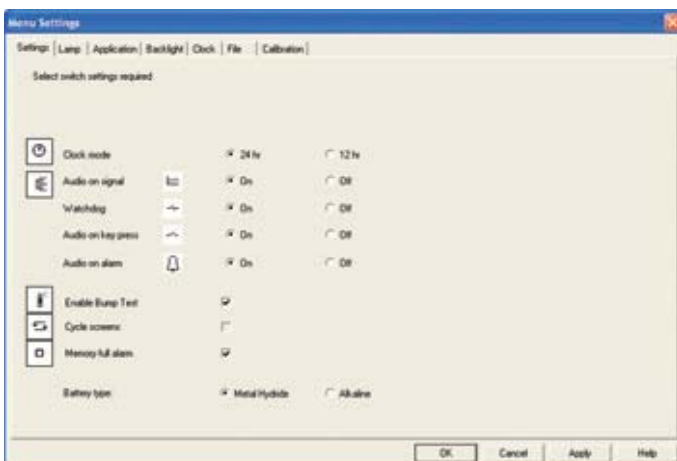 Menu Settings
Settings Lamp Application Backlight Clock File Calibration
Select switch settings required
Clock mode 24 hr 12 hr
Audio on signal On Off
Watchdog On Off
Audio on key press On Off
Audio on alarm On Off
Enable Bump Test
Cycle screens
Memory full alarm
Battery type Metal Hydride Alkaline
OK Cancel Apply Help